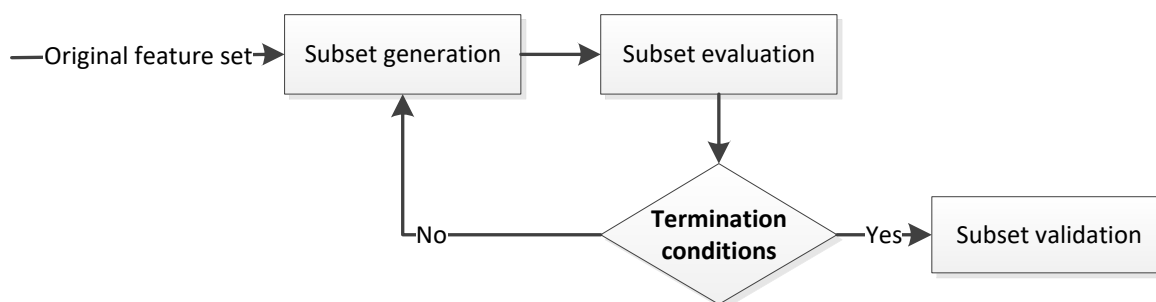 Original feature set
Subset generation
Subset evaluation
Termination
conditions
No
Yes
Subset validation